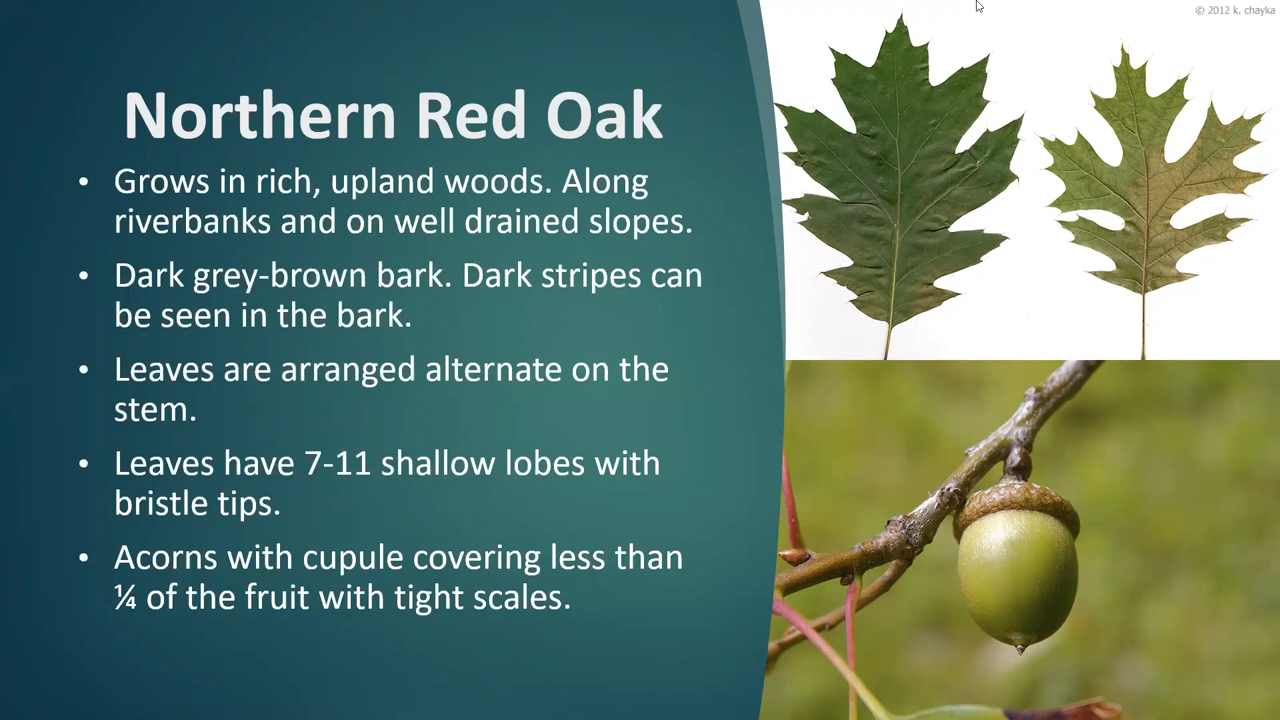 © 2012 k. chayka
Northern Red Oak
• Grows in rich, upland woods. Along
riverbanks and on well drained slopes.
• Dark grey-brown bark. Dark stripes can
be seen in the bark.
• Leaves are arranged alternate on the
stem.
• Leaves have 7-11 shallow lobes with
bristle tips.
• Acorns with cupule covering less than
¼ of the fruit with tight scales.